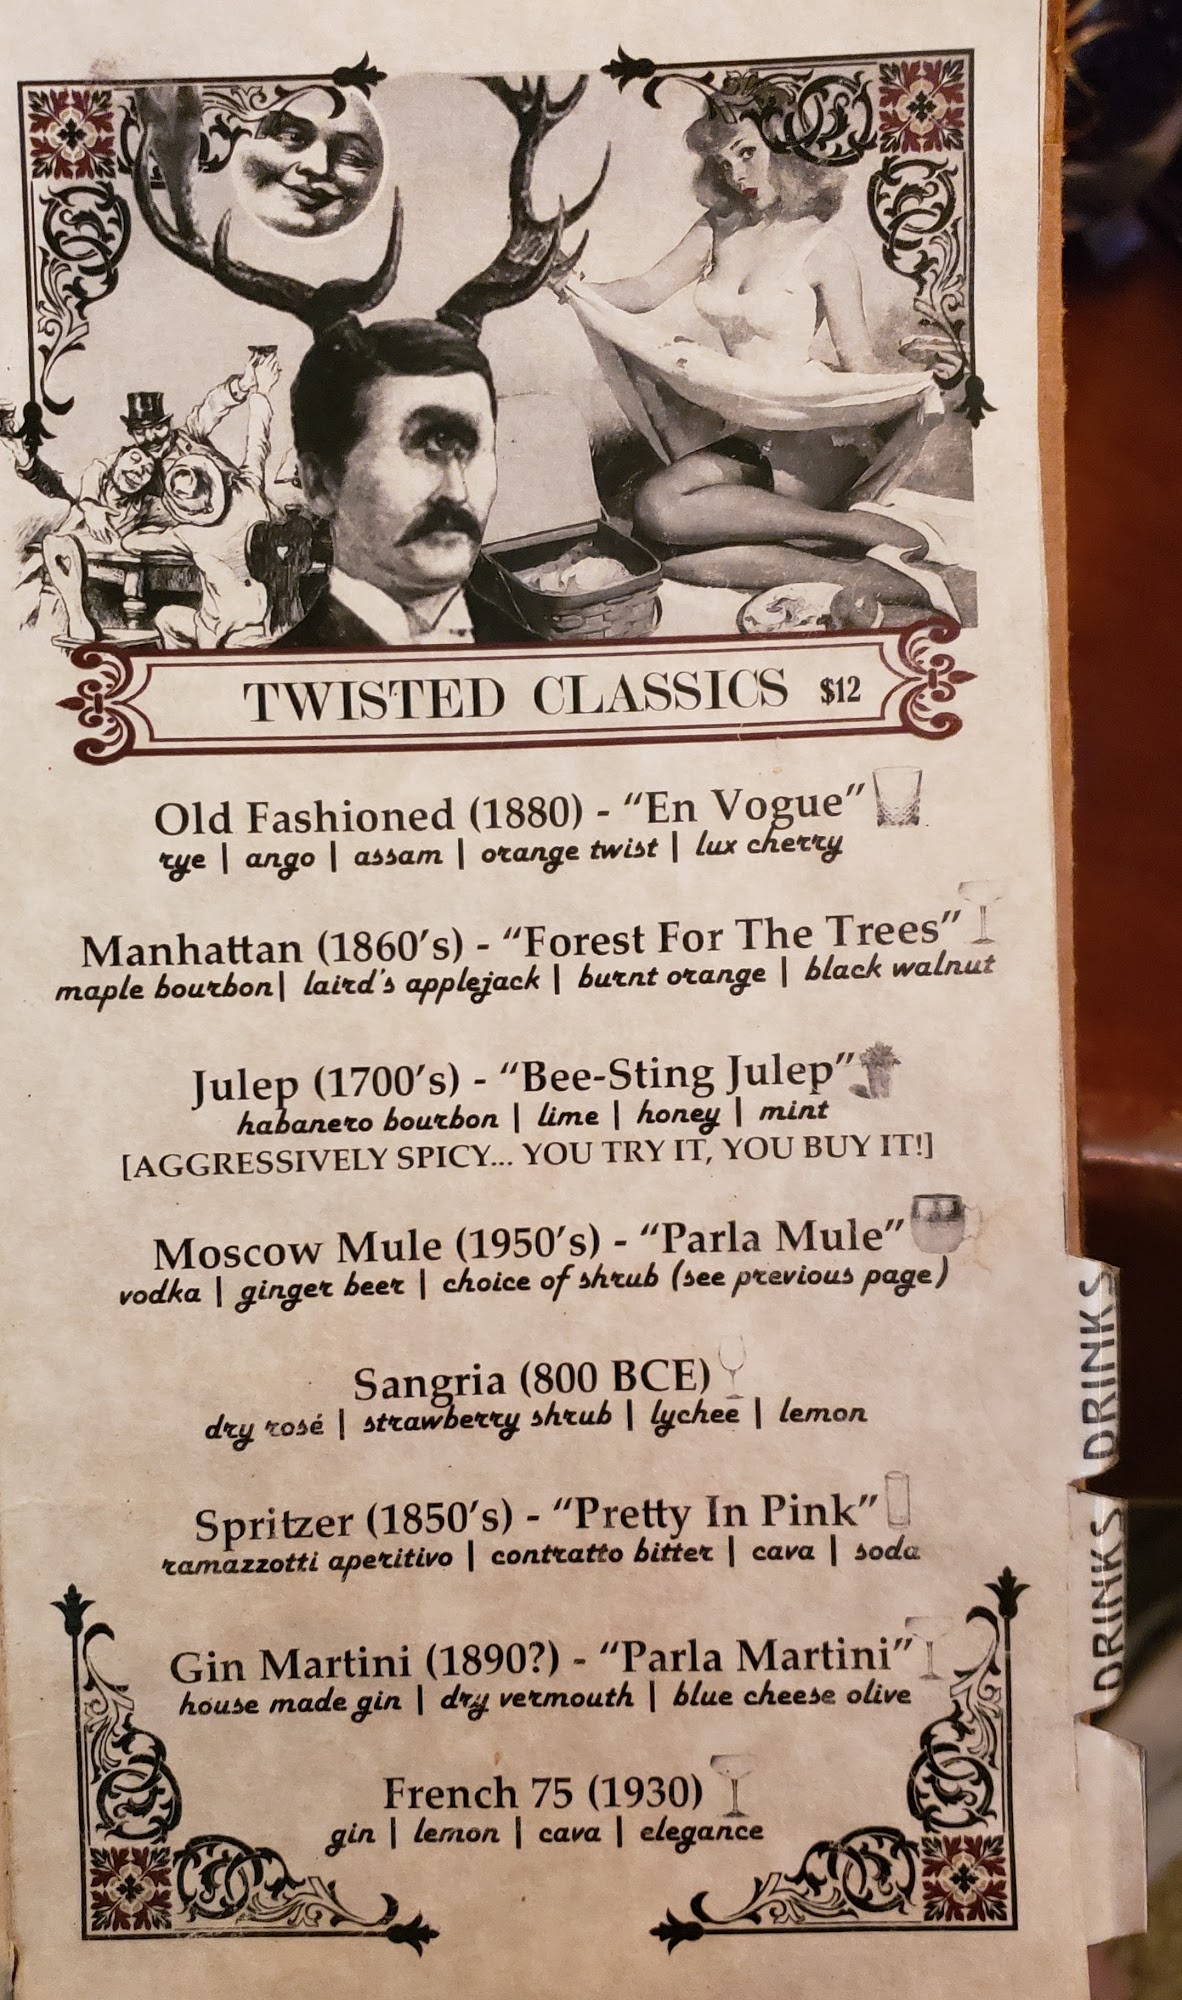 TWISTED CLASSICS $12
Old Fashioned (1880) - “En Vogue”
rye | ango | assam | orange twist | lux cherry
Manhattan (1860’s) - “Forest For The Trees”
maple bourbon| laird's applejack | burnt orange | black walnut
Julep (1700’s) - “Bee-Sting Julep”
habanero bourbon | lime | honey | mint
[AGGRESSIVELY SPICY... YOU TRY IT, YOU BUY IT!]
Moscow Mule (1950’s) - “Parla Mule”
vodka | ginger beer | choice of shrub (see previous page)
Sangria (800 BCE)
dry rosé | strawberry shrub | lychee | lemon
Spritzer (1850’s) - “Pretty In Pink”
ramazzotti aperitivo | contratto bitter | cava | soda
Gin Martini (1890?) - “Parla Martini”
house made gin | dry vermouth | blue cheese olive
French 75 (1930)
gin | lemon | cava | elegance
DRINKS
DRINKS